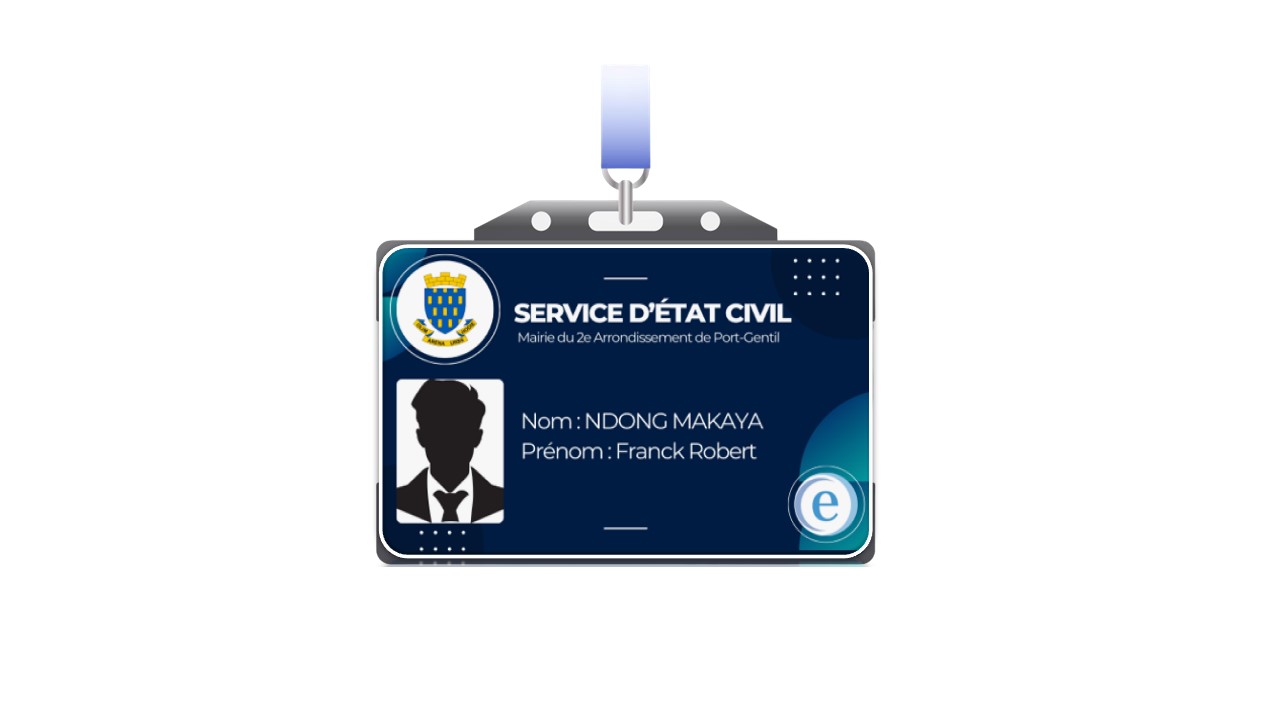 SERVICE D'ÉTAT CIVIL
Mairie du 2e Arrondissement de Port-Gentil
Nom : NDONG MAKAYA
Prénom : Franck Robert
e